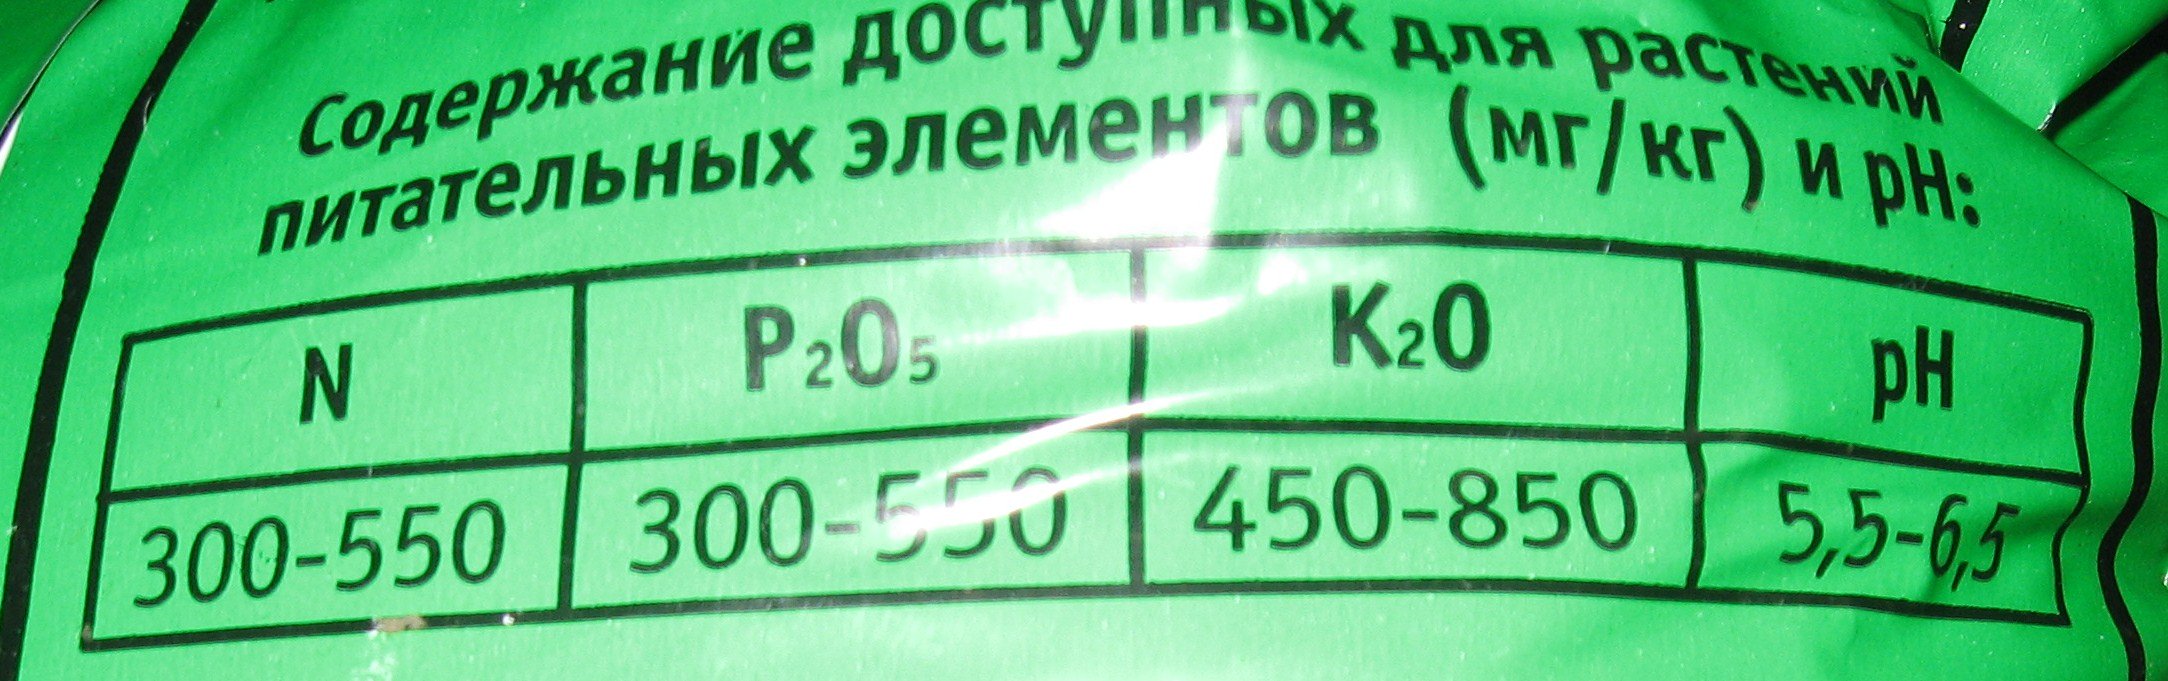 Содержание доступных для растений
питательных элементов (мг/кг) и pH:
N P₂O₅ K₂O pH
300-550 300-550 450-850 5,5-6,5